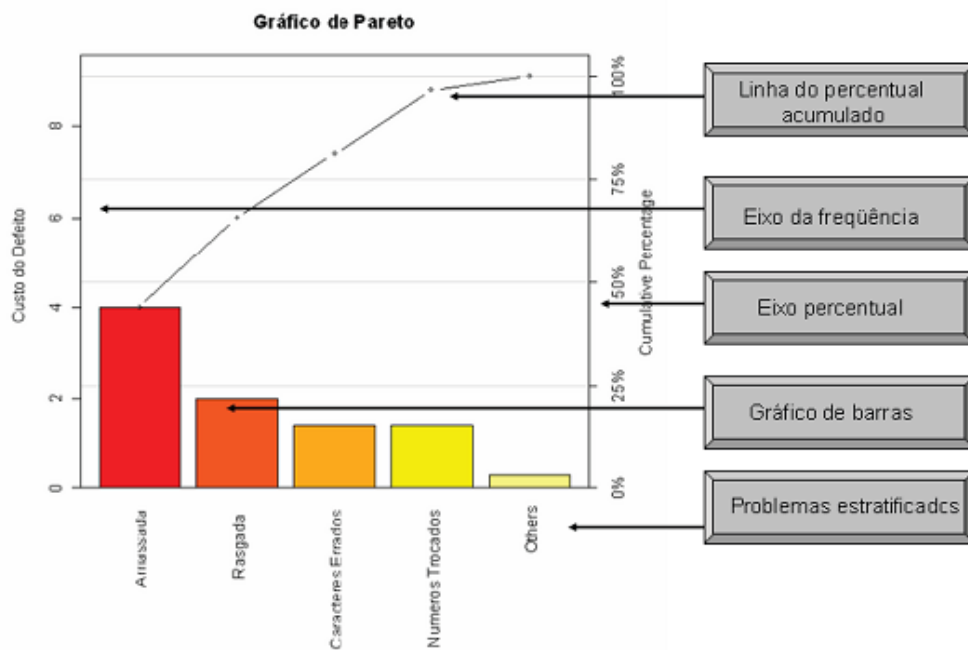 Gráfico de Pareto
Custo do Defeito
0
2
4
6
8
Amassada
Rasgada
Caracteres Errados
Numeros Trocados
Others
0%
25%
50%
75%
100%
Cumulative Percentage
Linha do percentual
acumulado
Eixo da freqüência
Eixo percentual
Gráfico de barras
Problemas estratificados